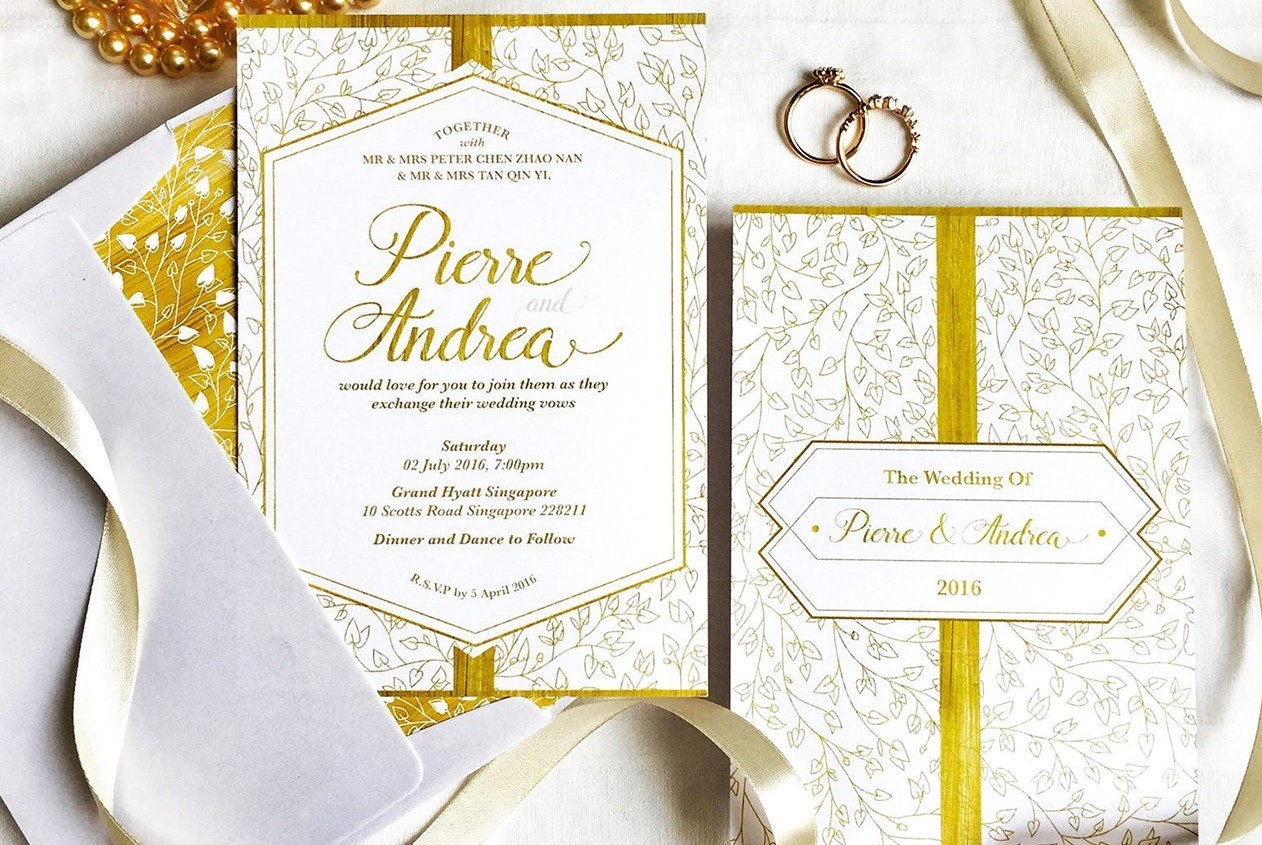 TOGETHER
with
MR & MRS PETER CHEN ZHAO NAN
& MR & MRS TAN QIN YI,
Pierre
and
Andrea
would love for you to join them as they
exchange their wedding vows
Saturday
02 July 2016, 7:00pm
Grand Hyatt Singapore
10 Scotts Road Singapore 228211
Dinner and Dance to Follow
R.S.V.P by 5 April 2016
The Wedding Of
Pierre & Andrea
2016